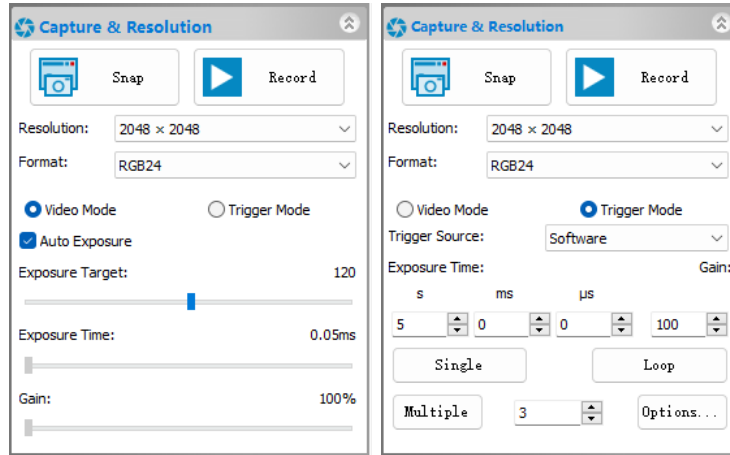 Capture & Resolution
Snap
Record
Resolution:
2048 × 2048
Format:
RGB24
Video Mode
Trigger Mode
Auto Exposure
Exposure Target:
120
Exposure Time:
0.05ms
Gain:
100%
Capture & Resolution
Snap
Record
Resolution:
2048 × 2048
Format:
RGB24
Video Mode
Trigger Mode
Trigger Source:
Software
Exposure Time:
Gain:
s
ms
µs
5
0
0
100
Single
Loop
Multiple
3
Options...